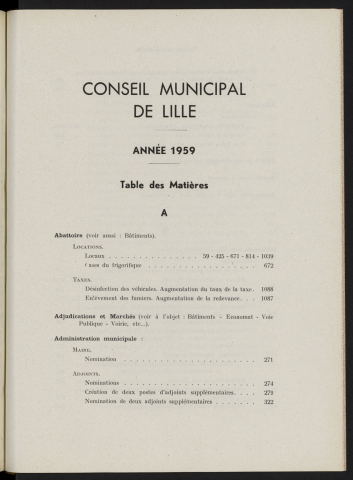 CONSEIL MUNICIPAL
DE LILLE
ANNÉE 1959
Table des Matières
A
Abattoirs (voir aussi : Bâtiments).
LOCATIONS.
Locaux . . . . . . . . . . . . . . 59 - 425 - 671 - 814 - 1039
Cases du frigorifique . . . . . . . . . . . . . . . . . 672
TAXES.
Désinfection des véhicules. Augmentation du taux de la taxe. 1088
Enlèvement des fumiers. Augmentation de la redevance. . . . 1087
Adjudications et Marchés (voir à l'objet : Bâtiments - Economat - Voie
Publique - Voirie, etc...).
Administration municipale :
MAIRE.
Nomination . . . . . . . . . . . . . . . . . . . . 271
ADJOINTS.
Nominations . . . . . . . . . . . . . . . . . . . . 274
Création de deux postes d'adjoints supplémentaires. . . . . 270
Nomination de deux adjoints supplémentaires . . . . . . . 322